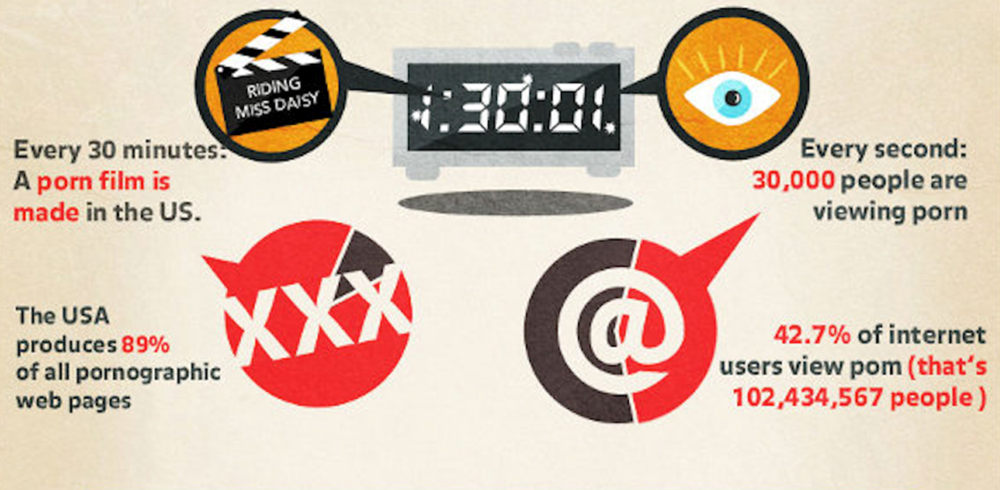 RIDING
MISS DAISY
1:30:01
Every 30 minutes:
A porn film is
made in the US.
Every second:
30,000 people are
viewing porn
XXX
The USA
produces 89%
of all pornographic
web pages
@
42.7% of internet
users view porn (that's
102,434,567 people )